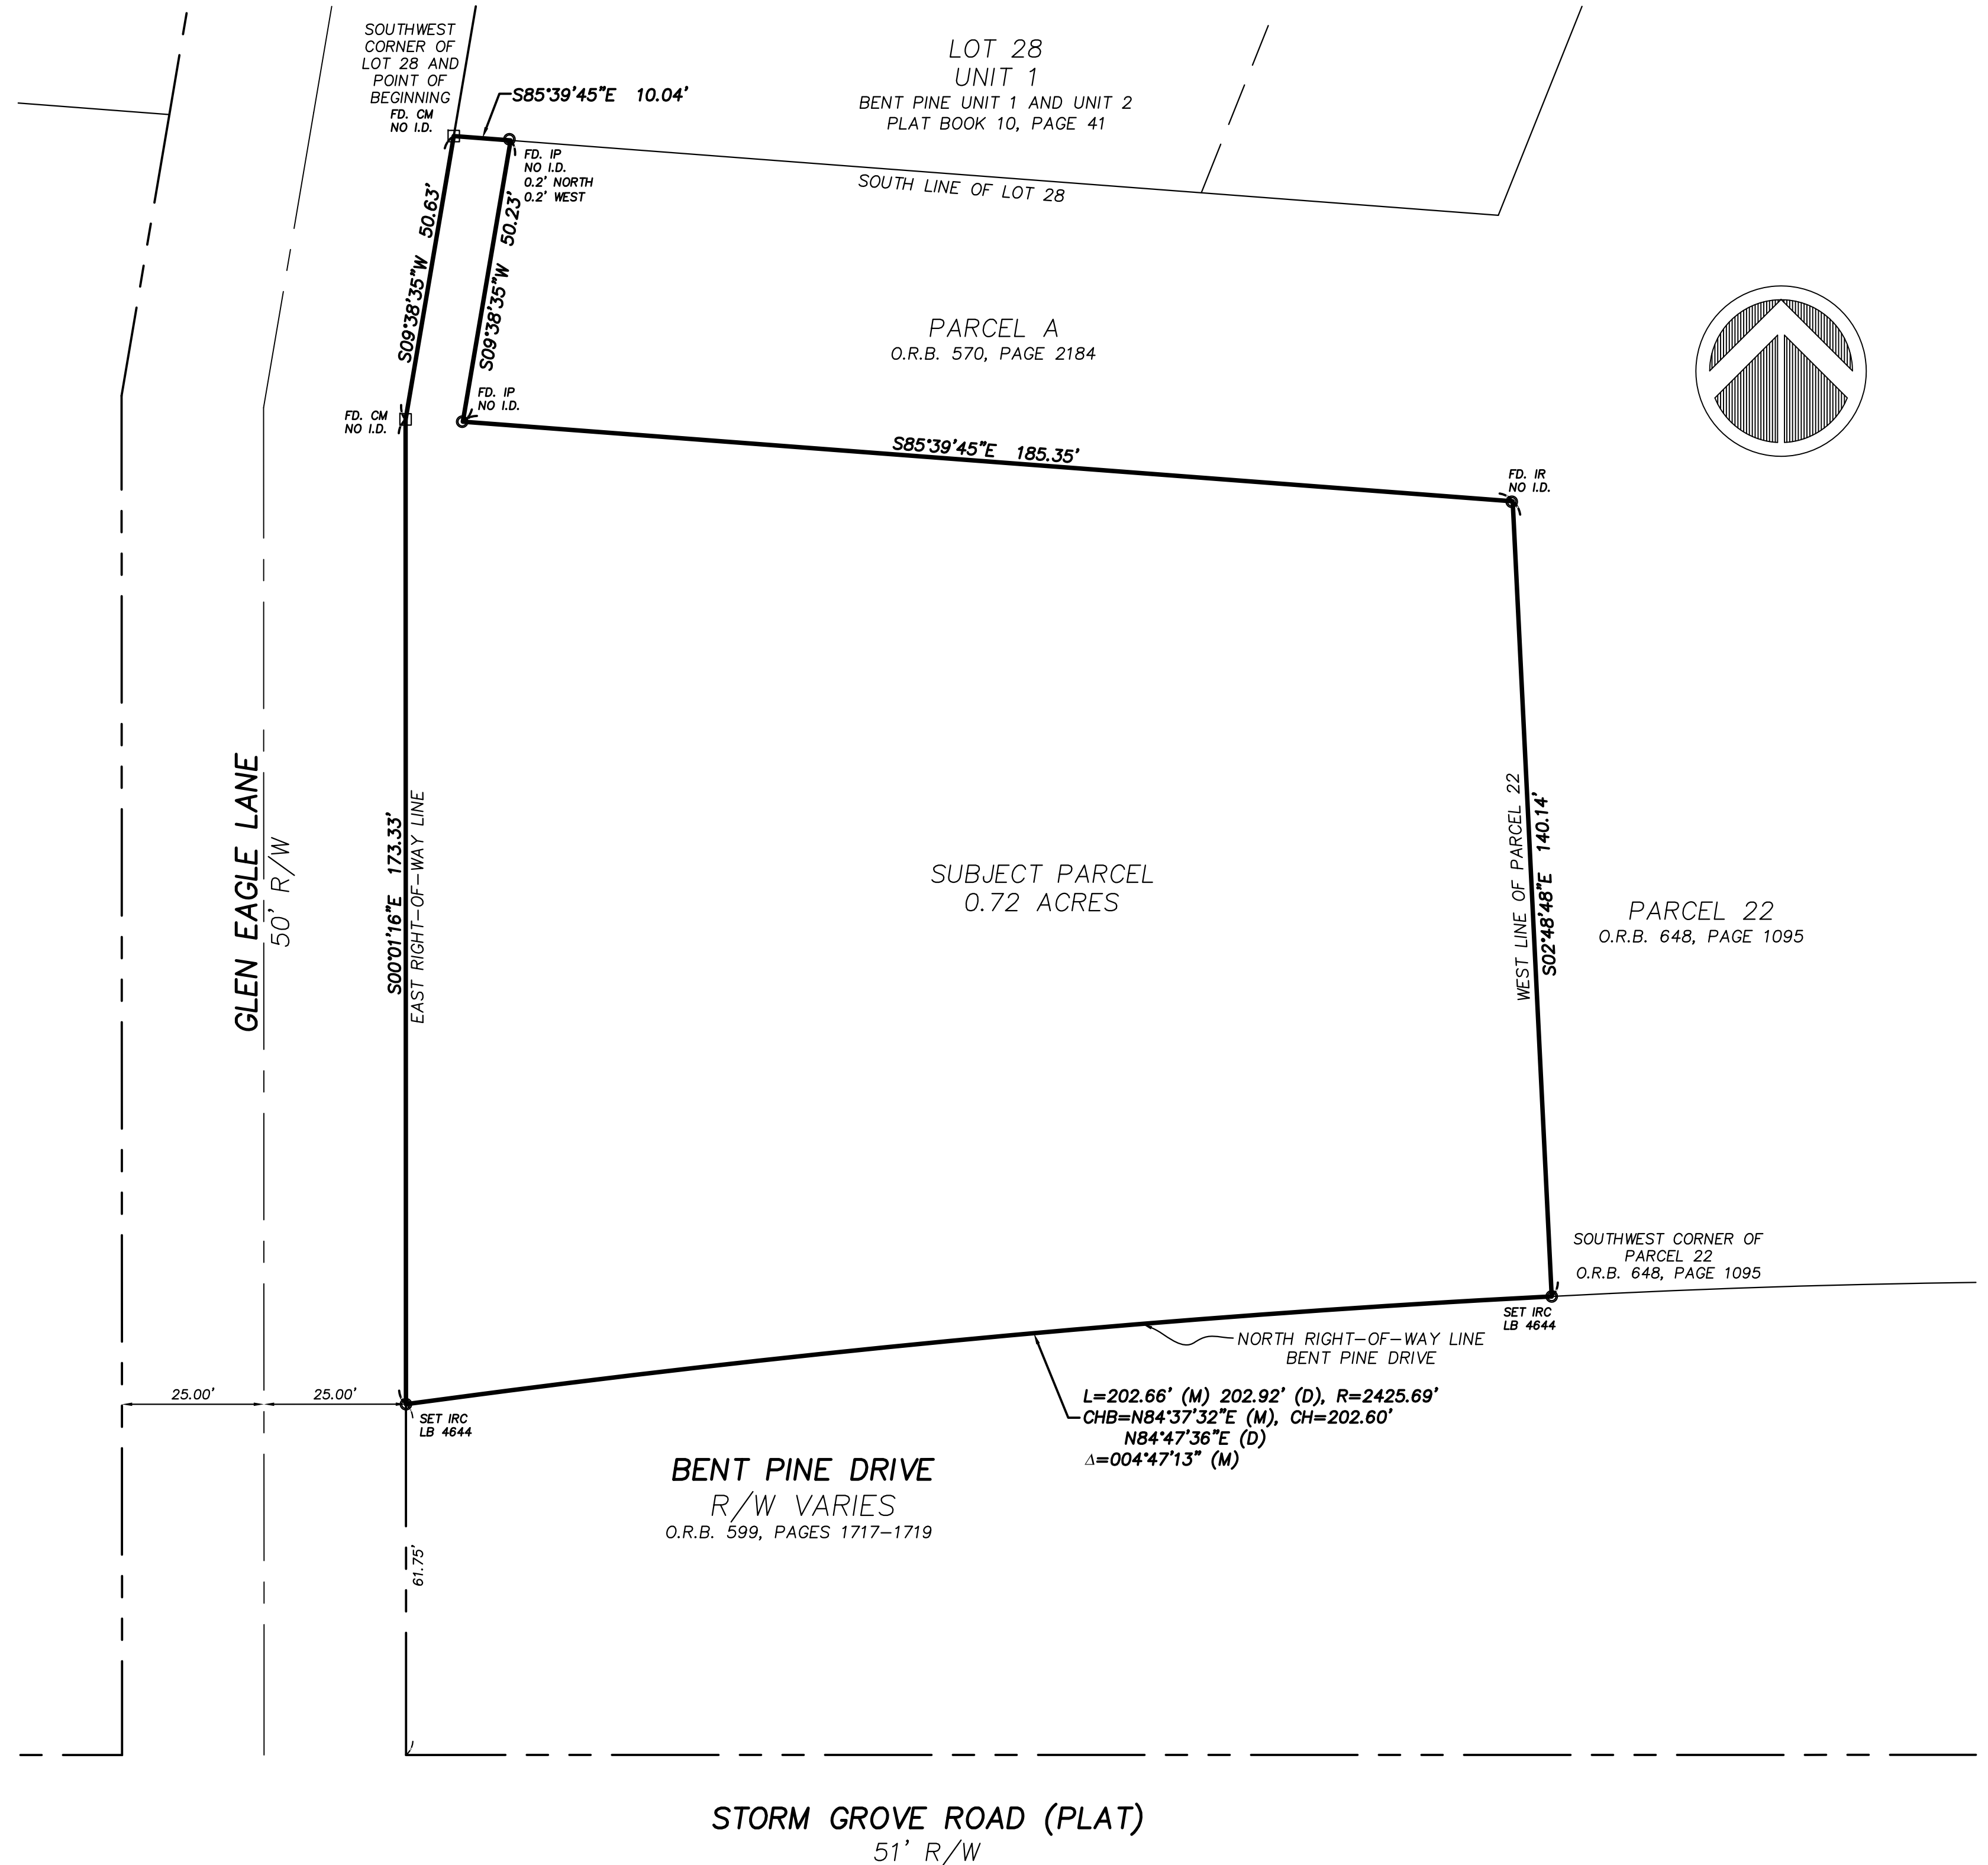 SOUTHWEST
CORNER OF
LOT 28 AND
POINT OF
BEGINNING
FD. CM
NO I.D.
S85°39'45"E 10.04'
LOT 28
UNIT 1
BENT PINE UNIT 1 AND UNIT 2
PLAT BOOK 10, PAGE 41
FD. IP
NO I.D.
0.2' NORTH
0.2' WEST
SOUTH LINE OF LOT 28
S09°38'35"W 50.63'
S09°38'35"W 50.23'
PARCEL A
O.R.B. 570, PAGE 2184
FD. IP
NO I.D.
FD. CM
NO I.D.
S85°39'45"E 185.35'
FD. IR
NO I.D.
GLEN EAGLE LANE
50' R/W
S00°01'16"E 173.33'
EAST RIGHT-OF-WAY LINE
SUBJECT PARCEL
0.72 ACRES
WEST LINE OF PARCEL 22
S02°48'48"E 140.14'
PARCEL 22
O.R.B. 648, PAGE 1095
SOUTHWEST CORNER OF
PARCEL 22
O.R.B. 648, PAGE 1095
SET IRC
LB 4644
NORTH RIGHT-OF-WAY LINE
BENT PINE DRIVE
25.00'
25.00'
SET IRC
LB 4644
L=202.66' (M) 202.92' (D), R=2425.69'
CHB=N84°37'32"E (M), CH=202.60'
N84°47'36"E (D)
Δ=004°47'13" (M)
BENT PINE DRIVE
R/W VARIES
O.R.B. 599, PAGES 1717-1719
61.75'
STORM GROVE ROAD (PLAT)
51' R/W